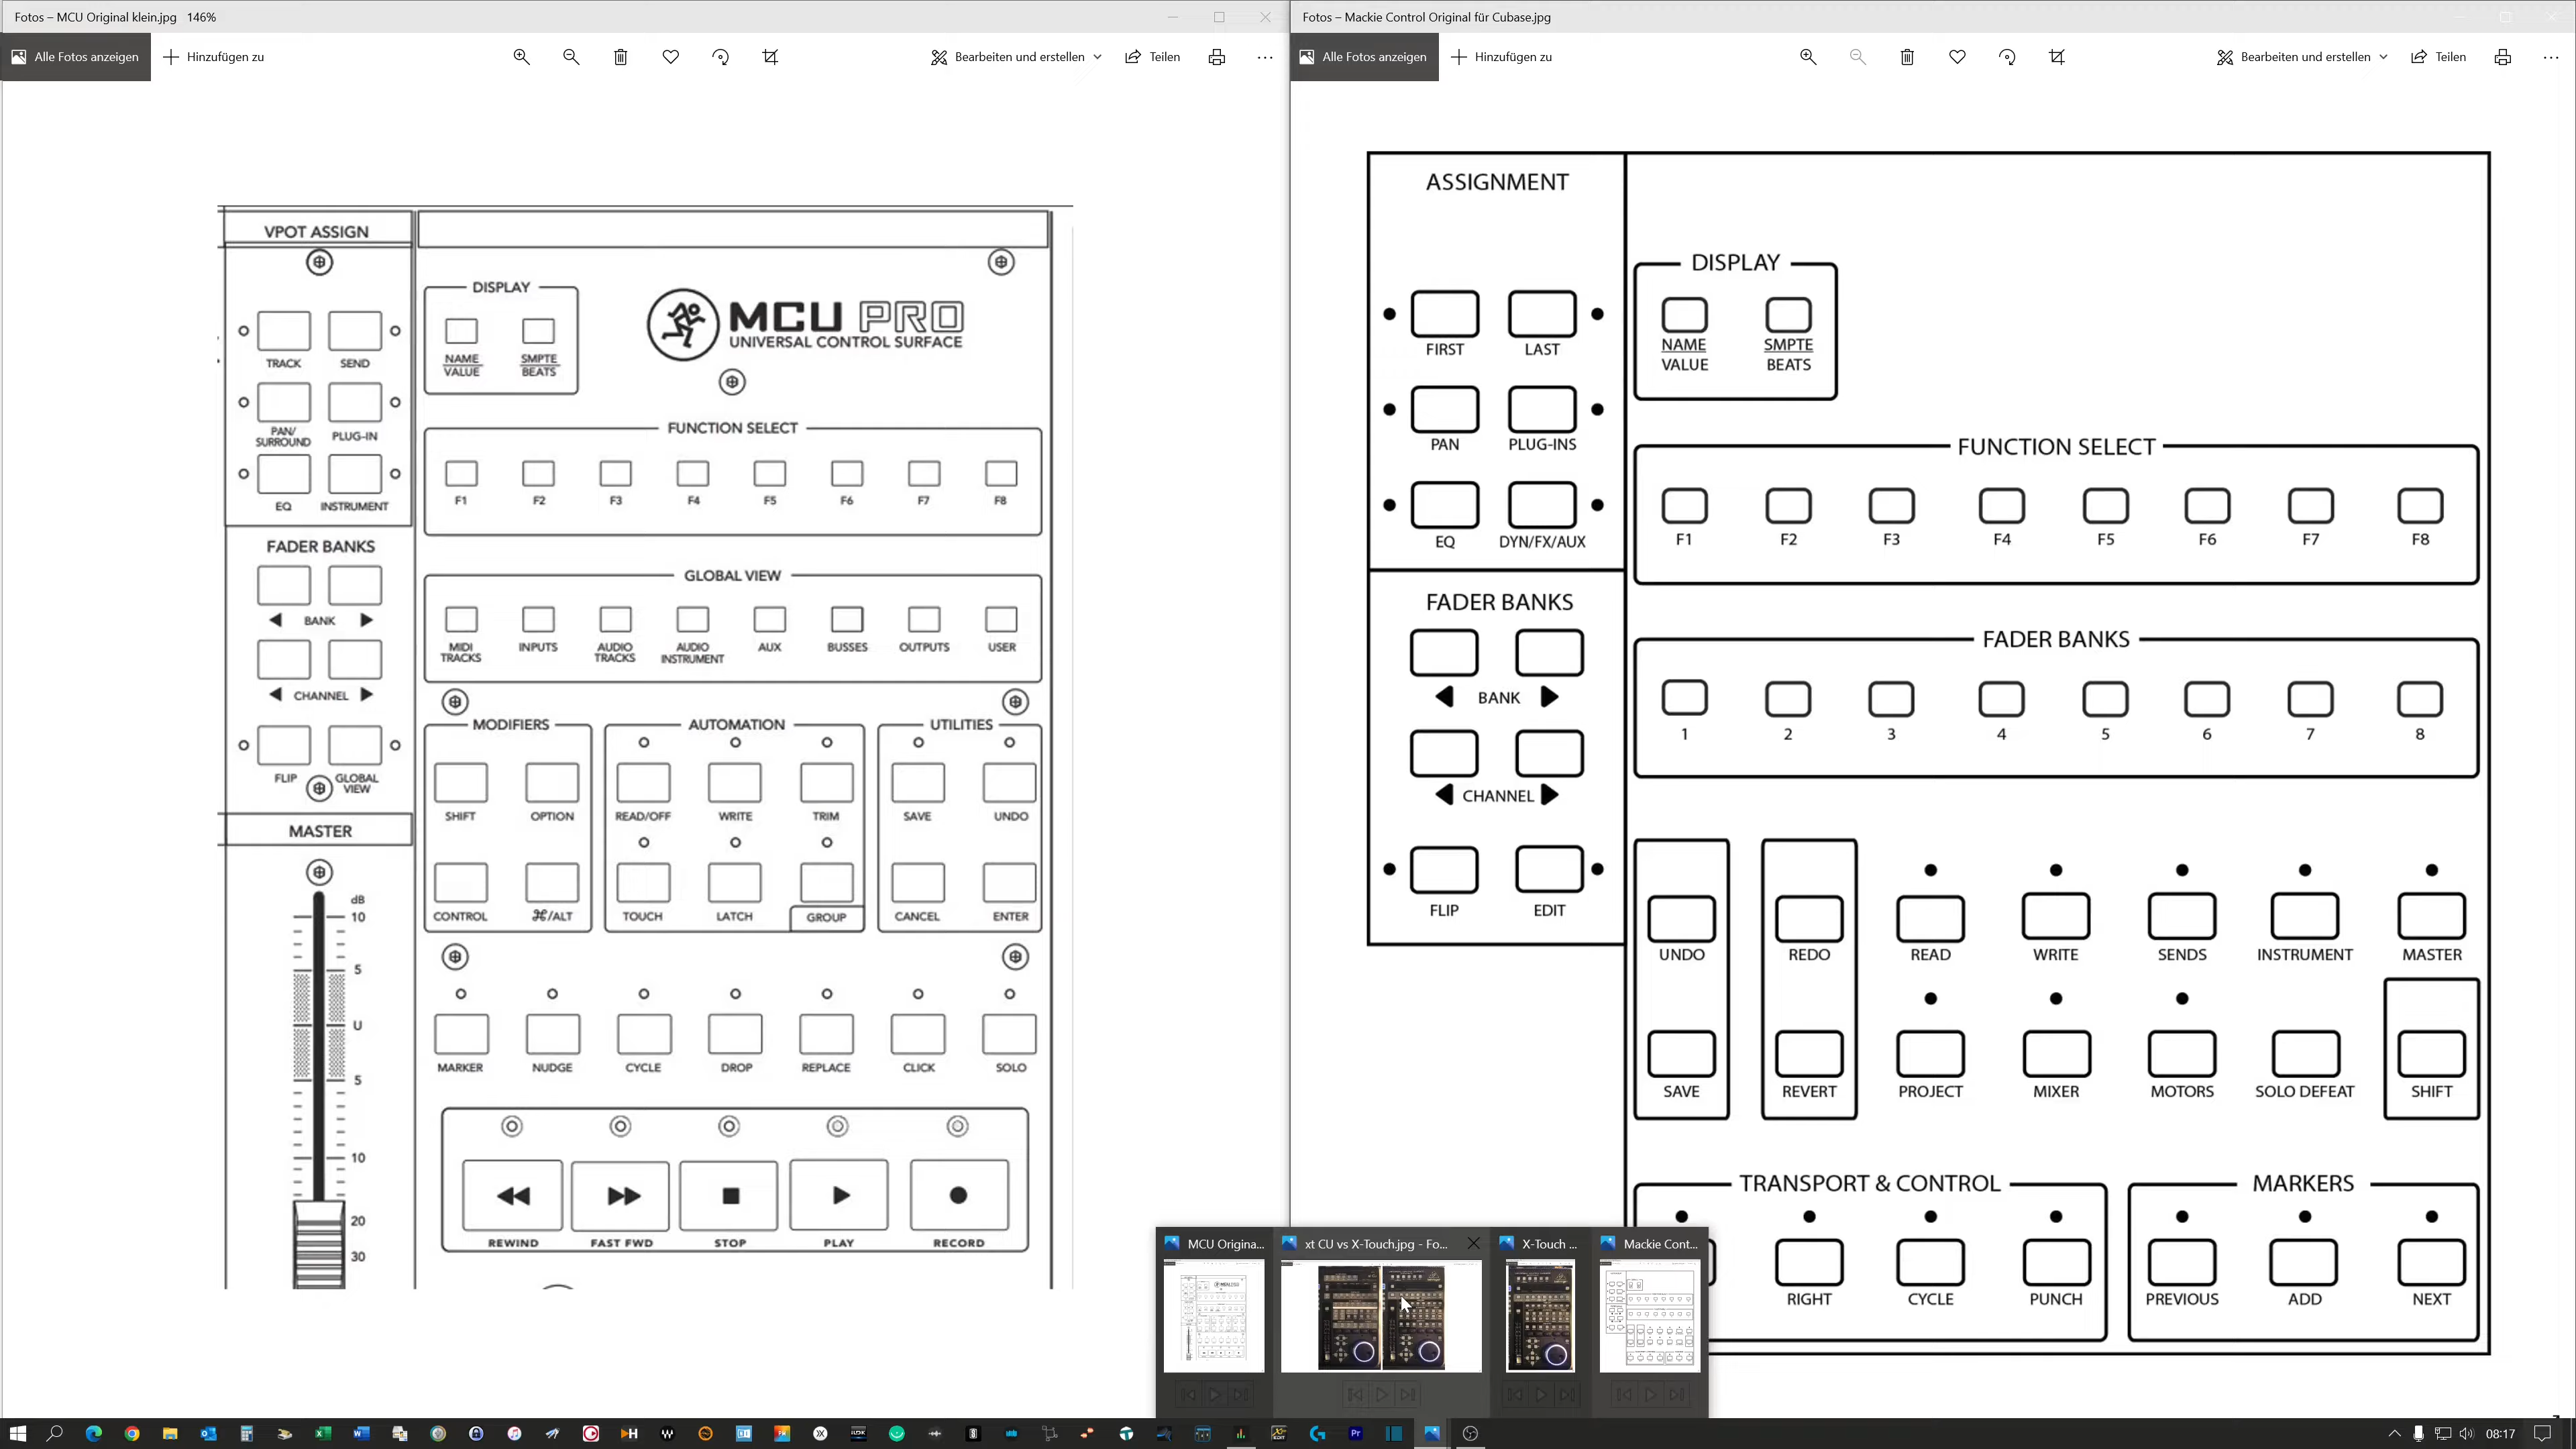 Fotos – MCU Original klein.jpg 146%
Alle Fotos anzeigen
Hinzufügen zu
Bearbeiten und erstellen
Teilen
VPOT ASSIGN
TRACK SEND
PAN/
SURROUND PLUG-IN
EQ INSTRUMENT
FADER BANKS
BANK
CHANNEL
FLIP GLOBAL
VIEW
MASTER
dB
10
5
U
5
10
20
30
DISPLAY
NAME
VALUE
SMPTE
BEATS
MCU PRO
UNIVERSAL CONTROL SURFACE
FUNCTION SELECT
F1 F2 F3 F4 F5 F6 F7 F8
GLOBAL VIEW
MIDI
TRACKS
INPUTS
AUDIO
TRACKS
AUDIO
INSTRUMENT
AUX
BUSSES
OUTPUTS
USER
MODIFIERS
SHIFT OPTION
CONTROL ⌘/ALT
AUTOMATION
READ/OFF WRITE TRIM
TOUCH LATCH GROUP
UTILITIES
SAVE UNDO
CANCEL ENTER
MARKER NUDGE CYCLE DROP REPLACE CLICK SOLO
REWIND FAST FWD STOP PLAY RECORD
Fotos – Mackie Control Original für Cubase.jpg
Alle Fotos anzeigen
Hinzufügen zu
Bearbeiten und erstellen
Teilen
ASSIGNMENT
FIRST LAST
PAN PLUG-INS
EQ DYN/FX/AUX
FADER BANKS
BANK
CHANNEL
FLIP EDIT
DISPLAY
NAME
VALUE
SMPTE
BEATS
FUNCTION SELECT
F1 F2 F3 F4 F5 F6 F7 F8
FADER BANKS
1 2 3 4 5 6 7 8
UNDO REDO READ WRITE SENDS INSTRUMENT MASTER
SAVE REVERT PROJECT MIXER MOTORS SOLO DEFEAT SHIFT
TRANSPORT & CONTROL
RIGHT CYCLE PUNCH
MARKERS
PREVIOUS ADD NEXT
MCU Origina...
xt CU vs X-Touch.jpg - Fo...
X-Touch ...
Mackie Cont...
08:17